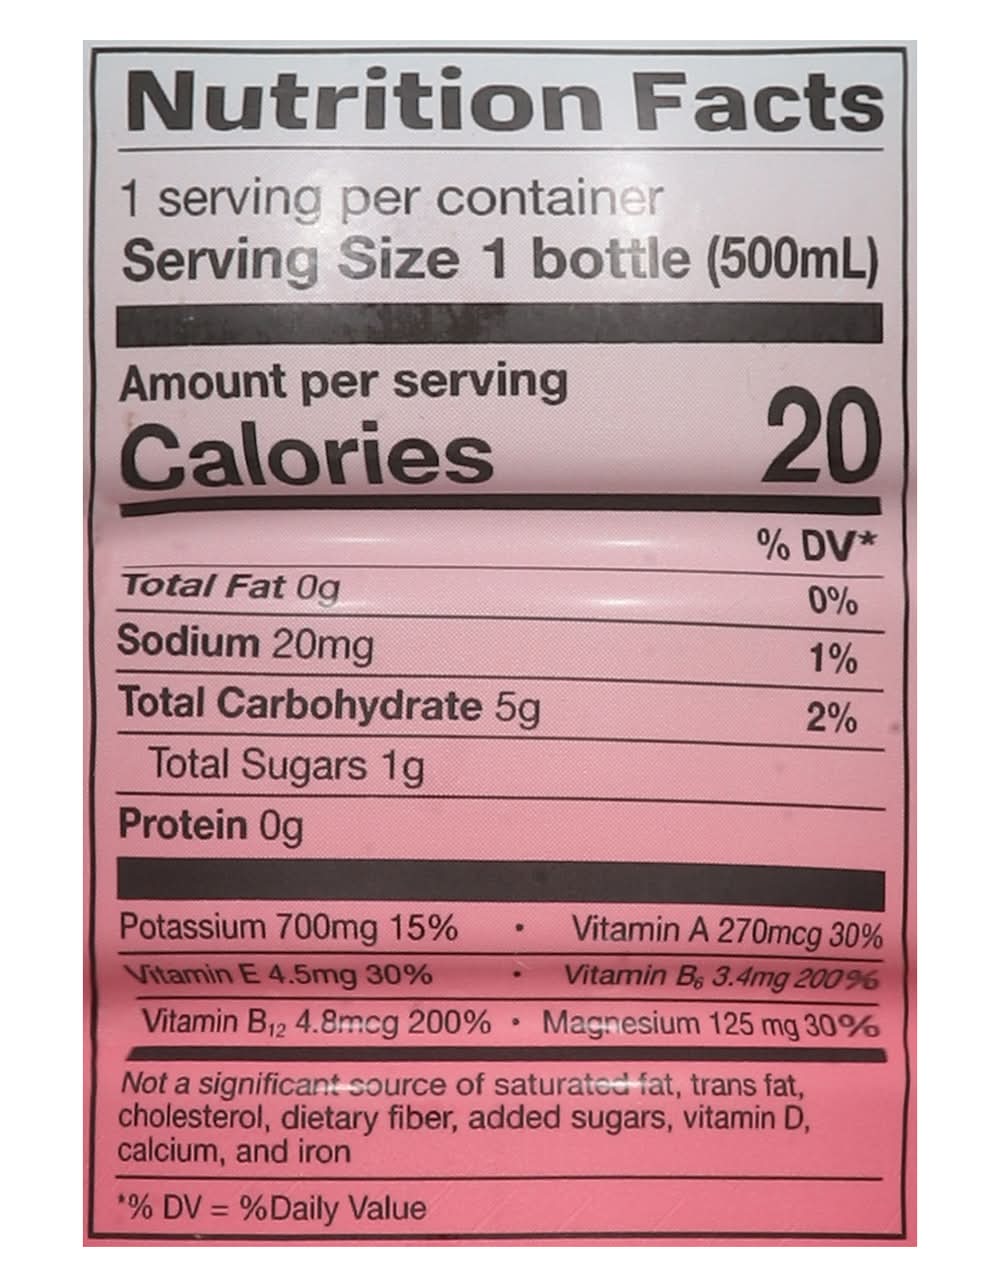 Nutrition Facts
1 serving per container
Serving Size 1 bottle (500mL)
Amount per serving
Calories 20
% DV*
Total Fat 0g 0%
Sodium 20mg 1%
Total Carbohydrate 5g 2%
Total Sugars 1g
Protein 0g
Potassium 700mg 15% • Vitamin A 270mcg 30%
Vitamin E 4.5mg 30% • Vitamin B6 3.4mg 200%
Vitamin B12 4.8mcg 200% • Magnesium 125 mg 30%
Not a significant source of saturated fat, trans fat,
cholesterol, dietary fiber, added sugars, vitamin D,
calcium, and iron
*% DV = %Daily Value